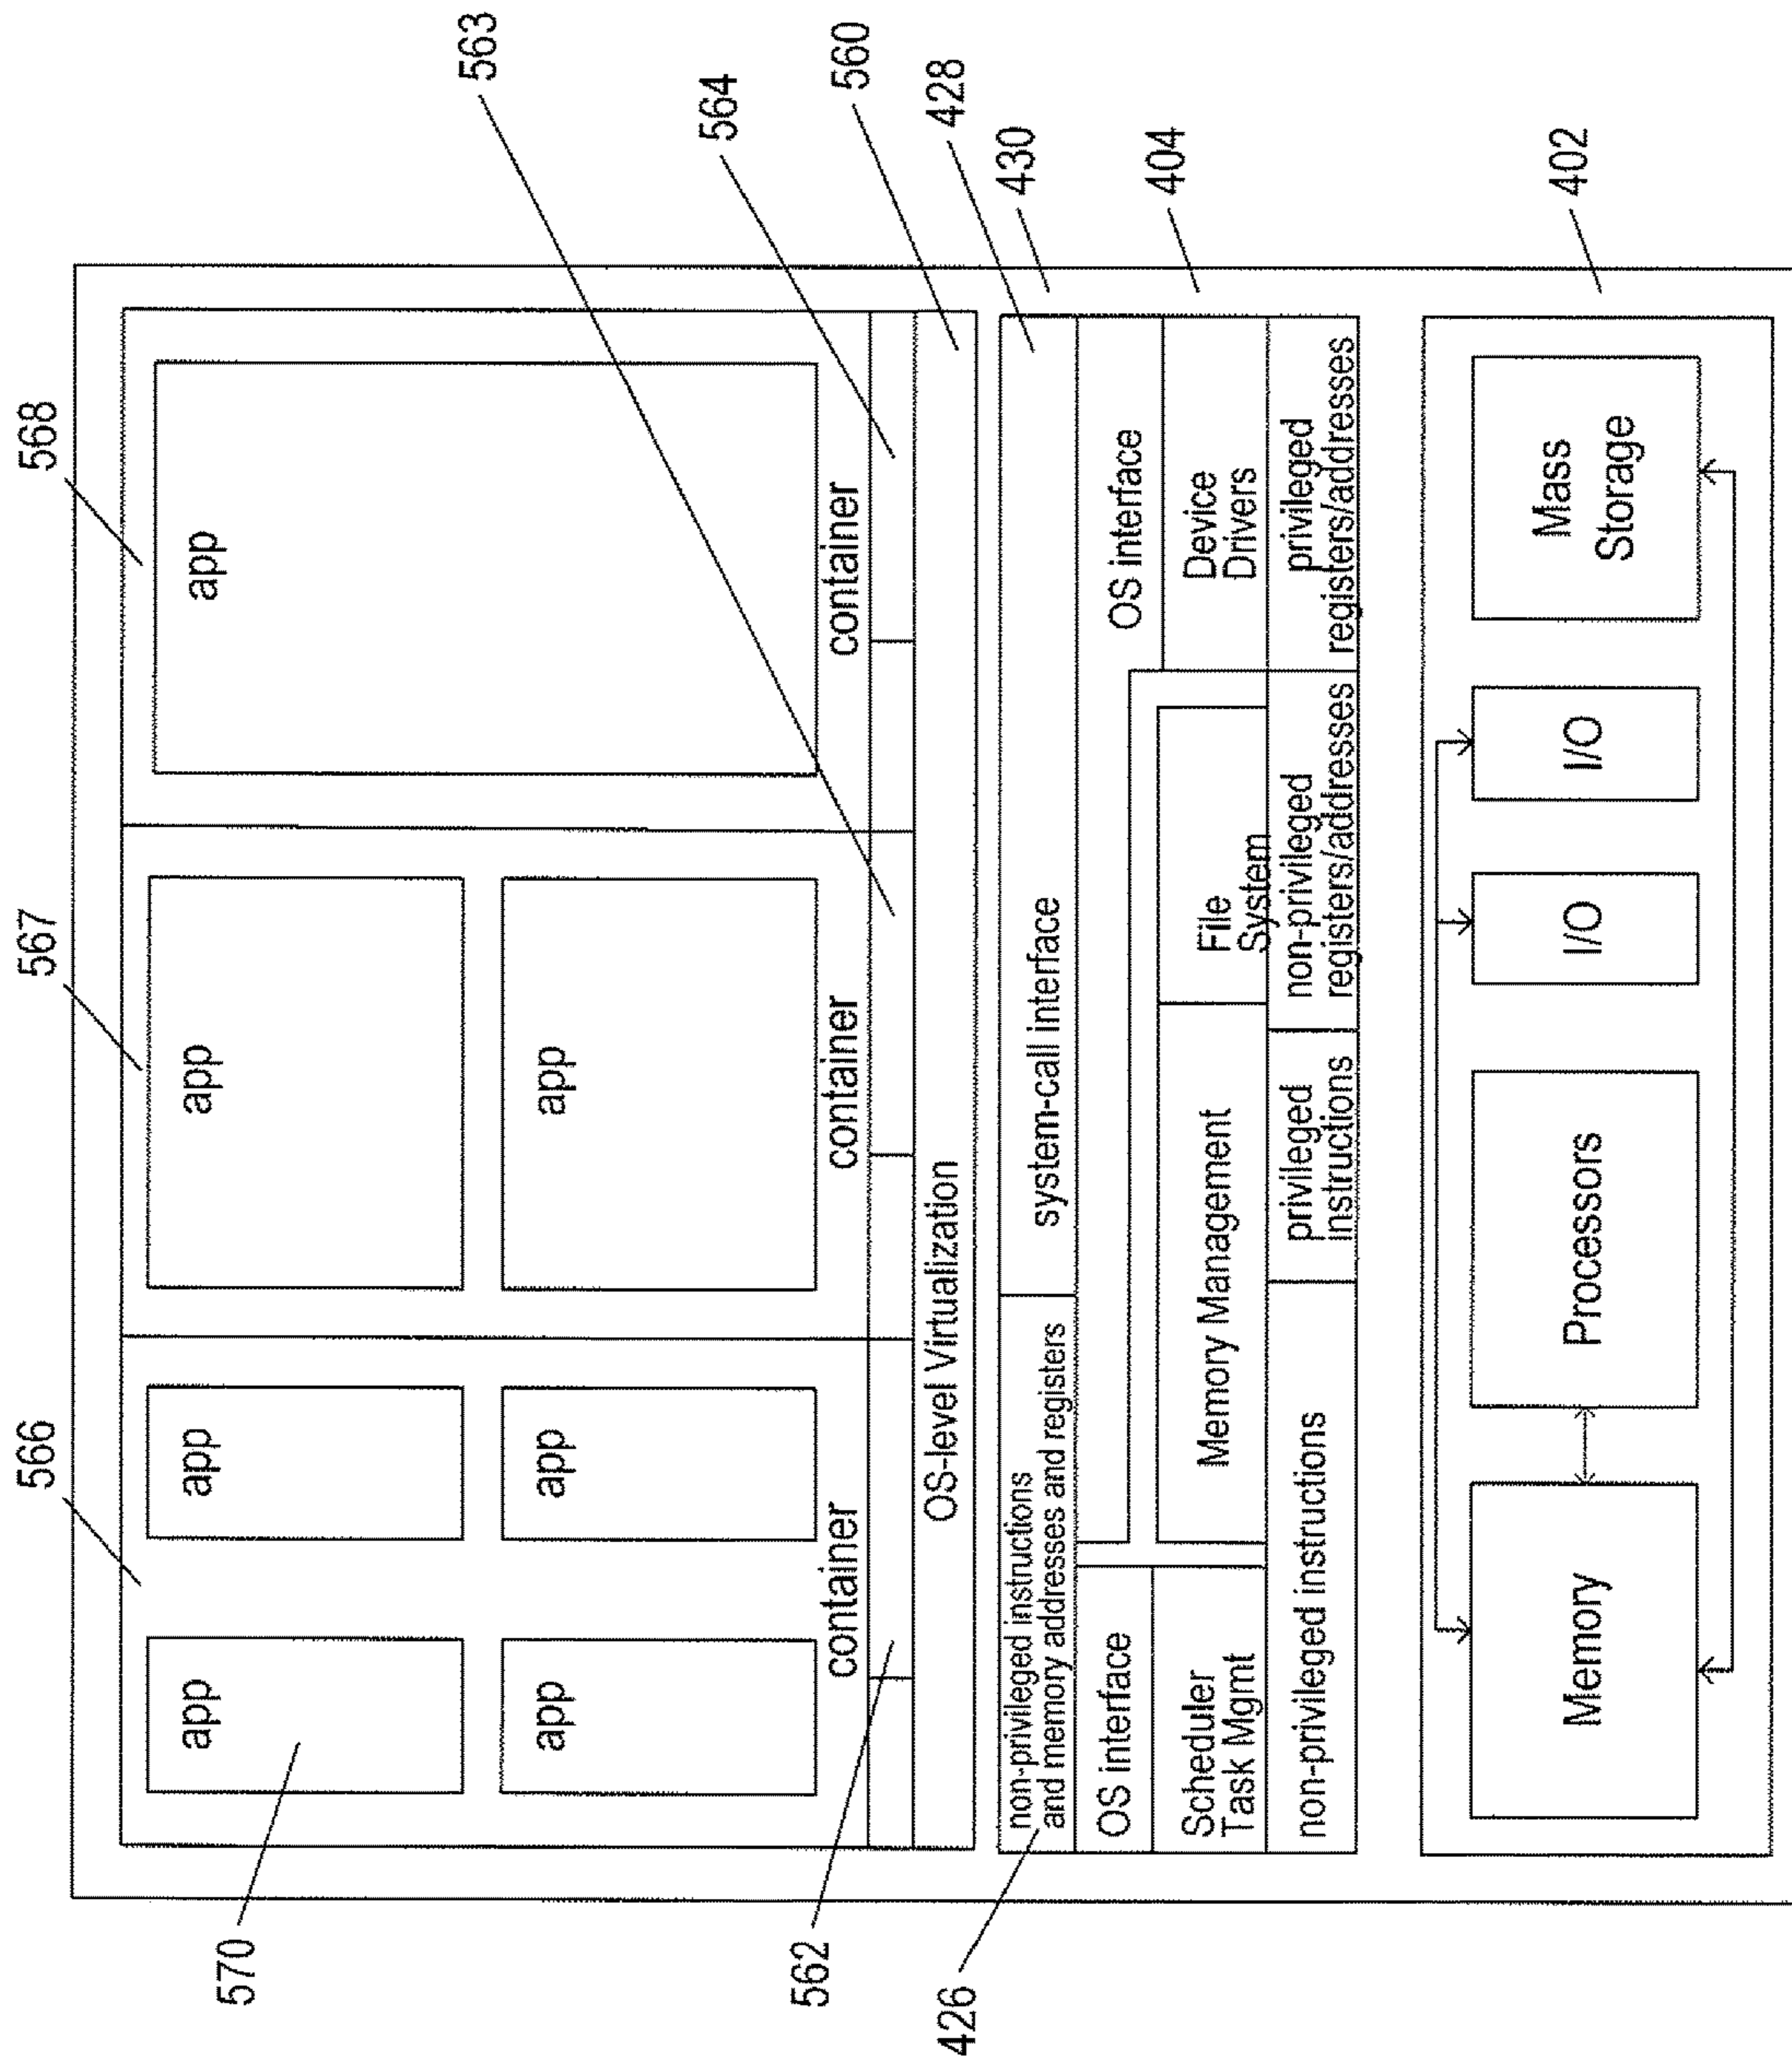 566
567
568
app
app
app
app
app
app
app
container
container
container
570
562
563
564
OS-level Virtualization
560
non-privileged instructions
and memory addresses and registers
system-call interface
426
428
430
OS interface
OS interface
404
Scheduler
Task Mgmt
Memory Management
File
System
Device
Drivers
non-privileged instructions
privileged
instructions
non-privileged
registers/addresses
privileged
registers/addresses
402
Memory
Processors
I/O
I/O
Mass
Storage